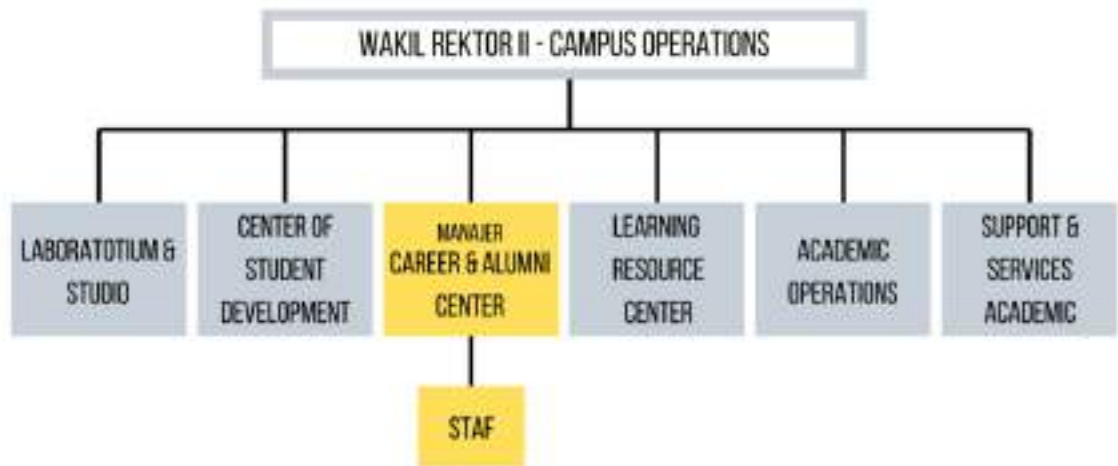 WAKIL REKTOR II - CAMPUS OPERATIONS
LABORATOTIUM &
STUDIO
CENTER OF
STUDENT
DEVELOPMENT
MANAJER
CAREER & ALUMNI
CENTER
LEARNING
RESOURCE
CENTER
ACADEMIC
OPERATIONS
SUPPORT &
SERVICES
ACADEMIC
STAF